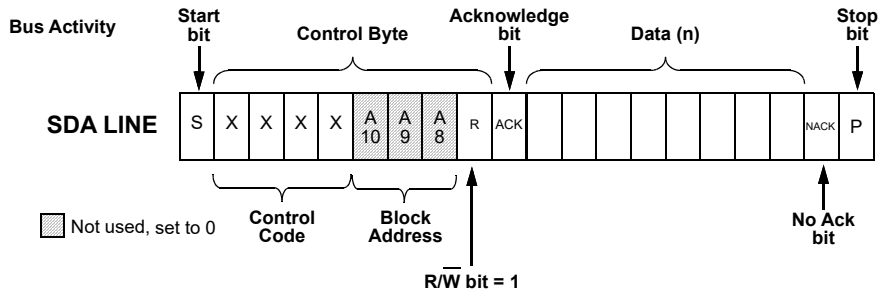 Bus Activity
Start
bit
Control Byte
Acknowledge
bit
Data (n)
Stop
bit
SDA LINE
S X X X X A
10 A
9 A
8 R ACK NACK P
Not used, set to 0
Control
Code
Block
Address
No Ack
bit
R/W̅ bit = 1